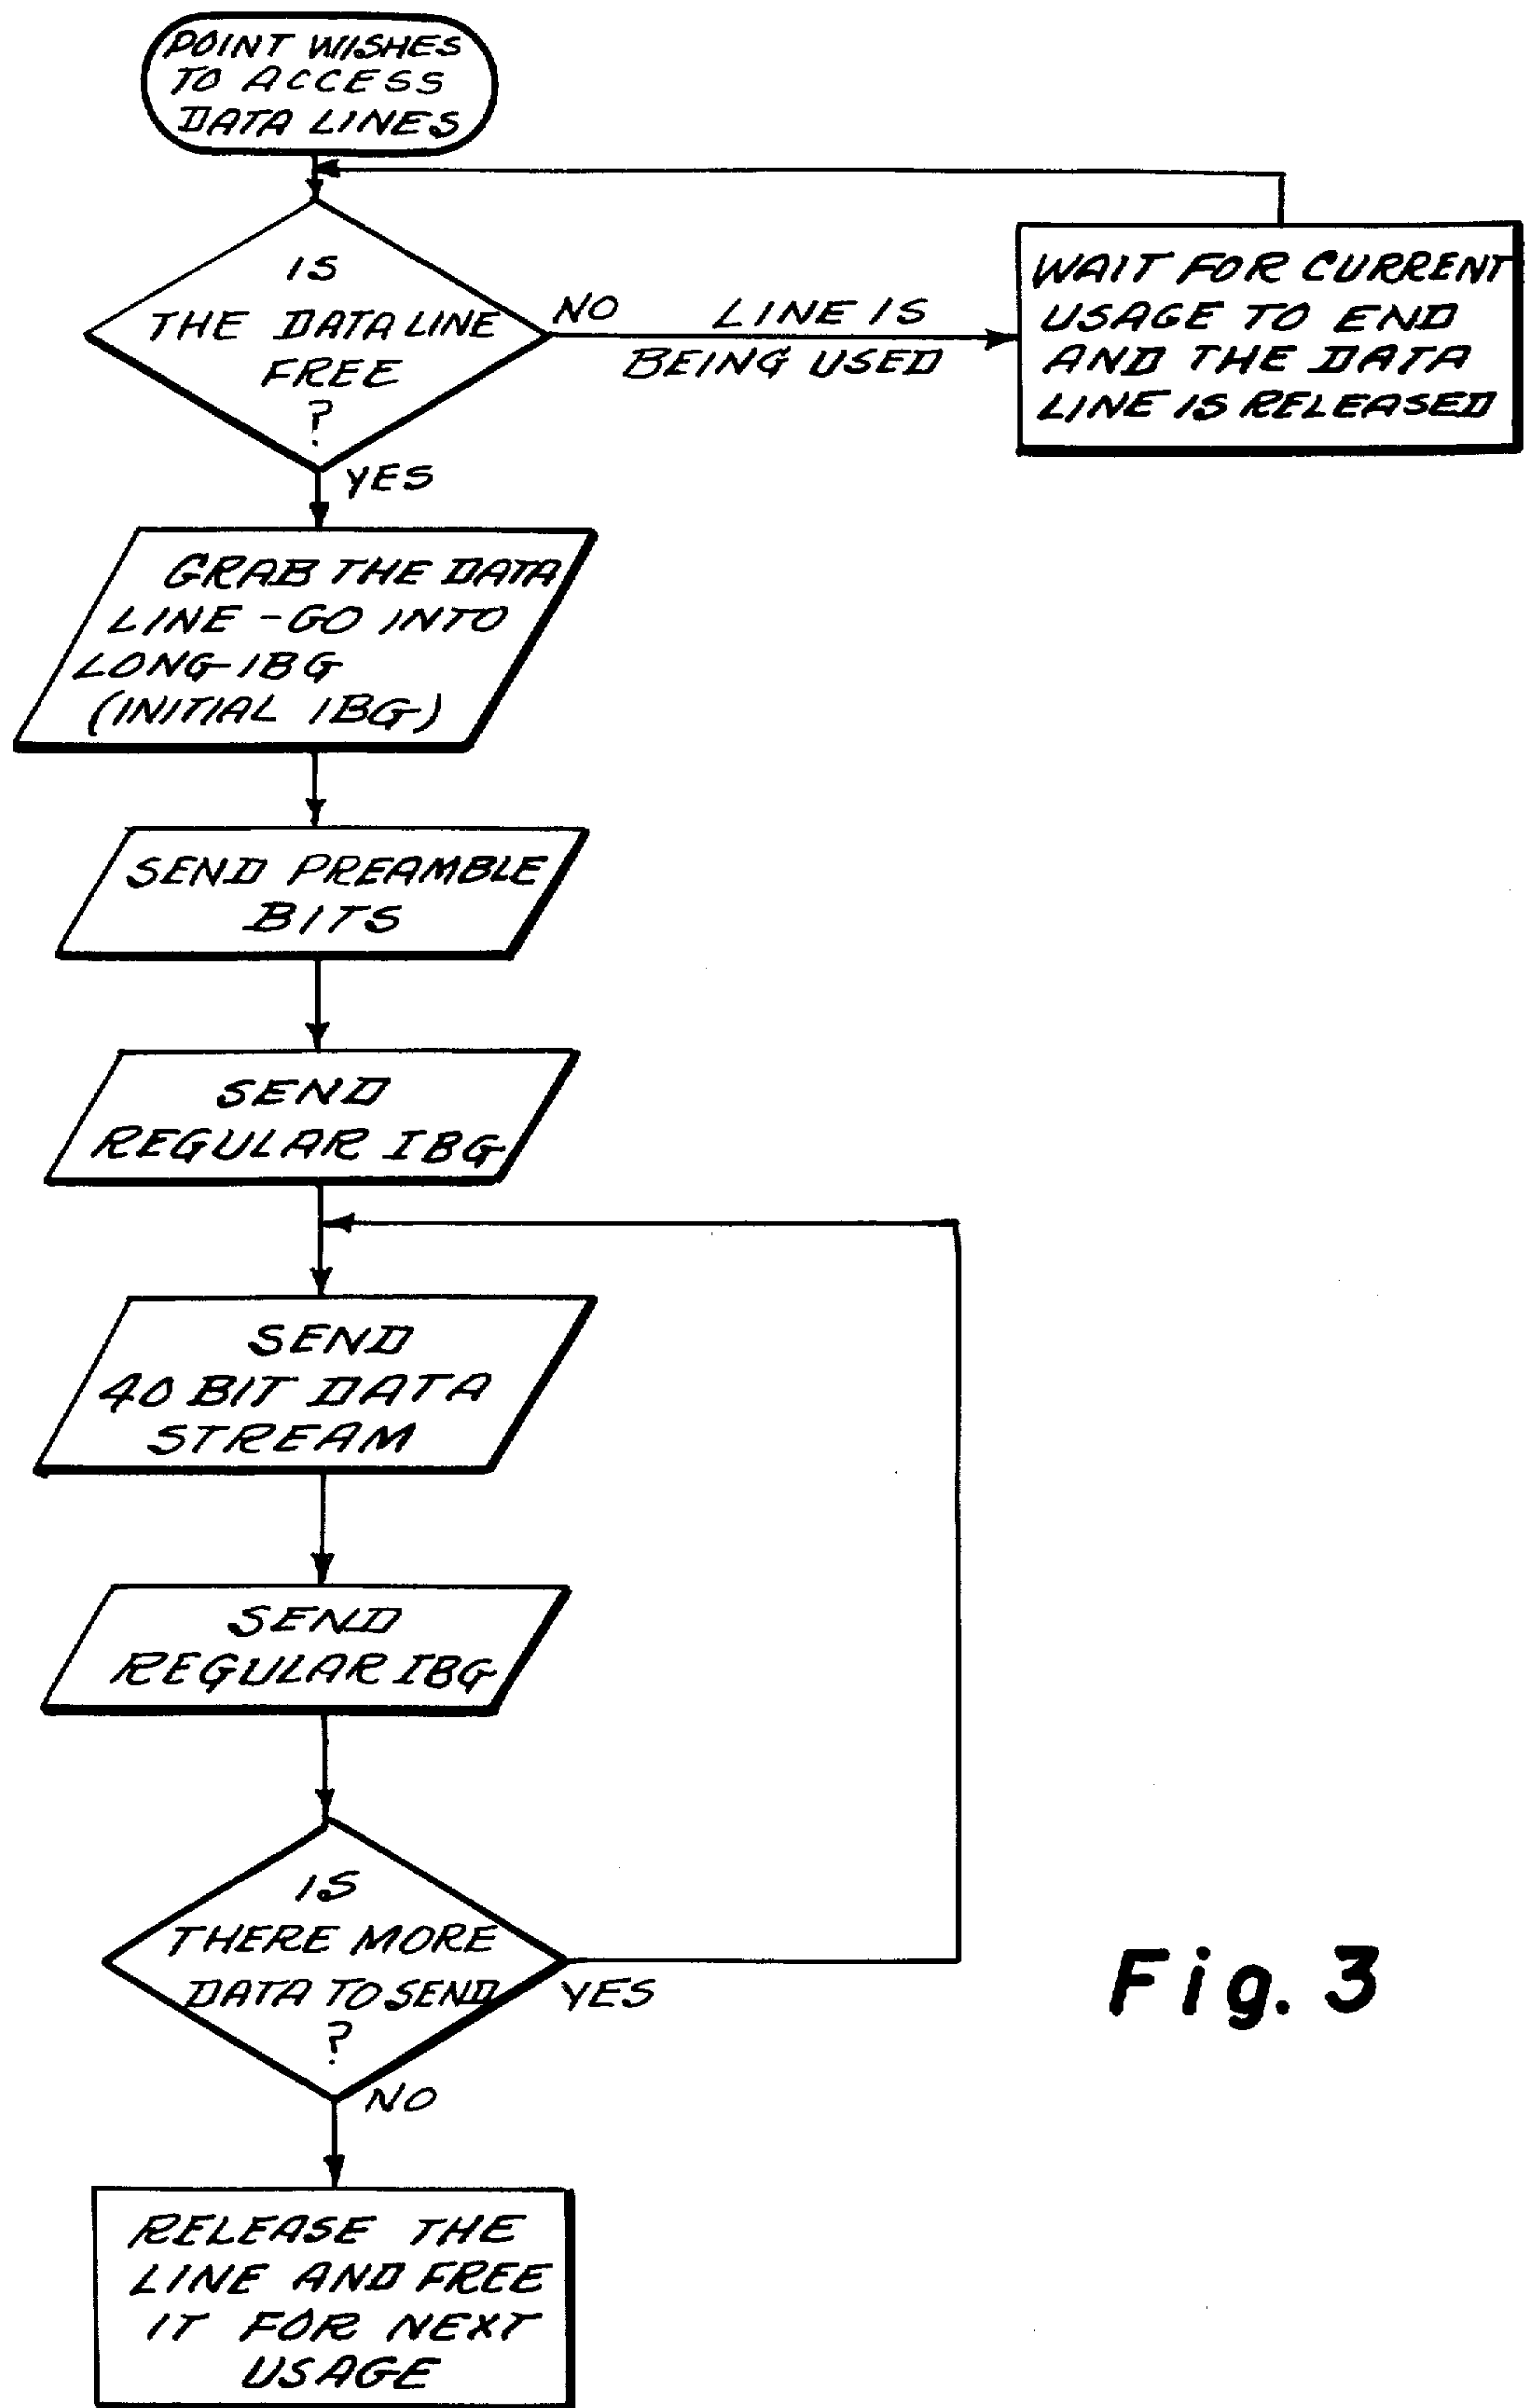 POINT WISHES
TO ACCESS
DATA LINES
IS
THE DATA LINE
FREE
?
NO
LINE IS
BEING USED
WAIT FOR CURRENT
USAGE TO END
AND THE DATA
LINE IS RELEASED
YES
GRAB THE DATA
LINE - GO INTO
LONG-IBG
(INITIAL IBG)
SEND PREAMBLE
BITS
SEND
REGULAR IBG
SEND
40 BIT DATA
STREAM
SEND
REGULAR IBG
IS
THERE MORE
DATA TO SEND
?
YES
NO
RELEASE THE
LINE AND FREE
IT FOR NEXT
USAGE
Fig. 3